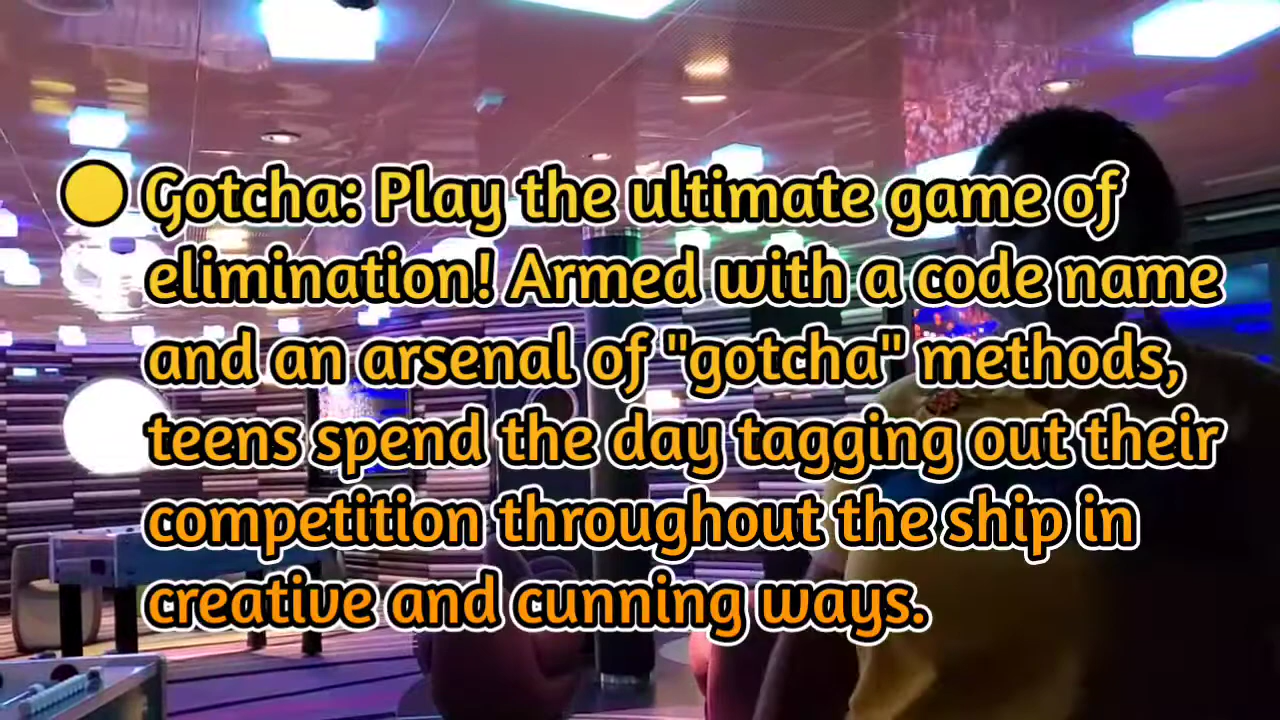 Gotcha: Play the ultimate game of
elimination! Armed with a code name
and an arsenal of "gotcha" methods,
teens spend the day tagging out their
competition throughout the ship in
creative and cunning ways.